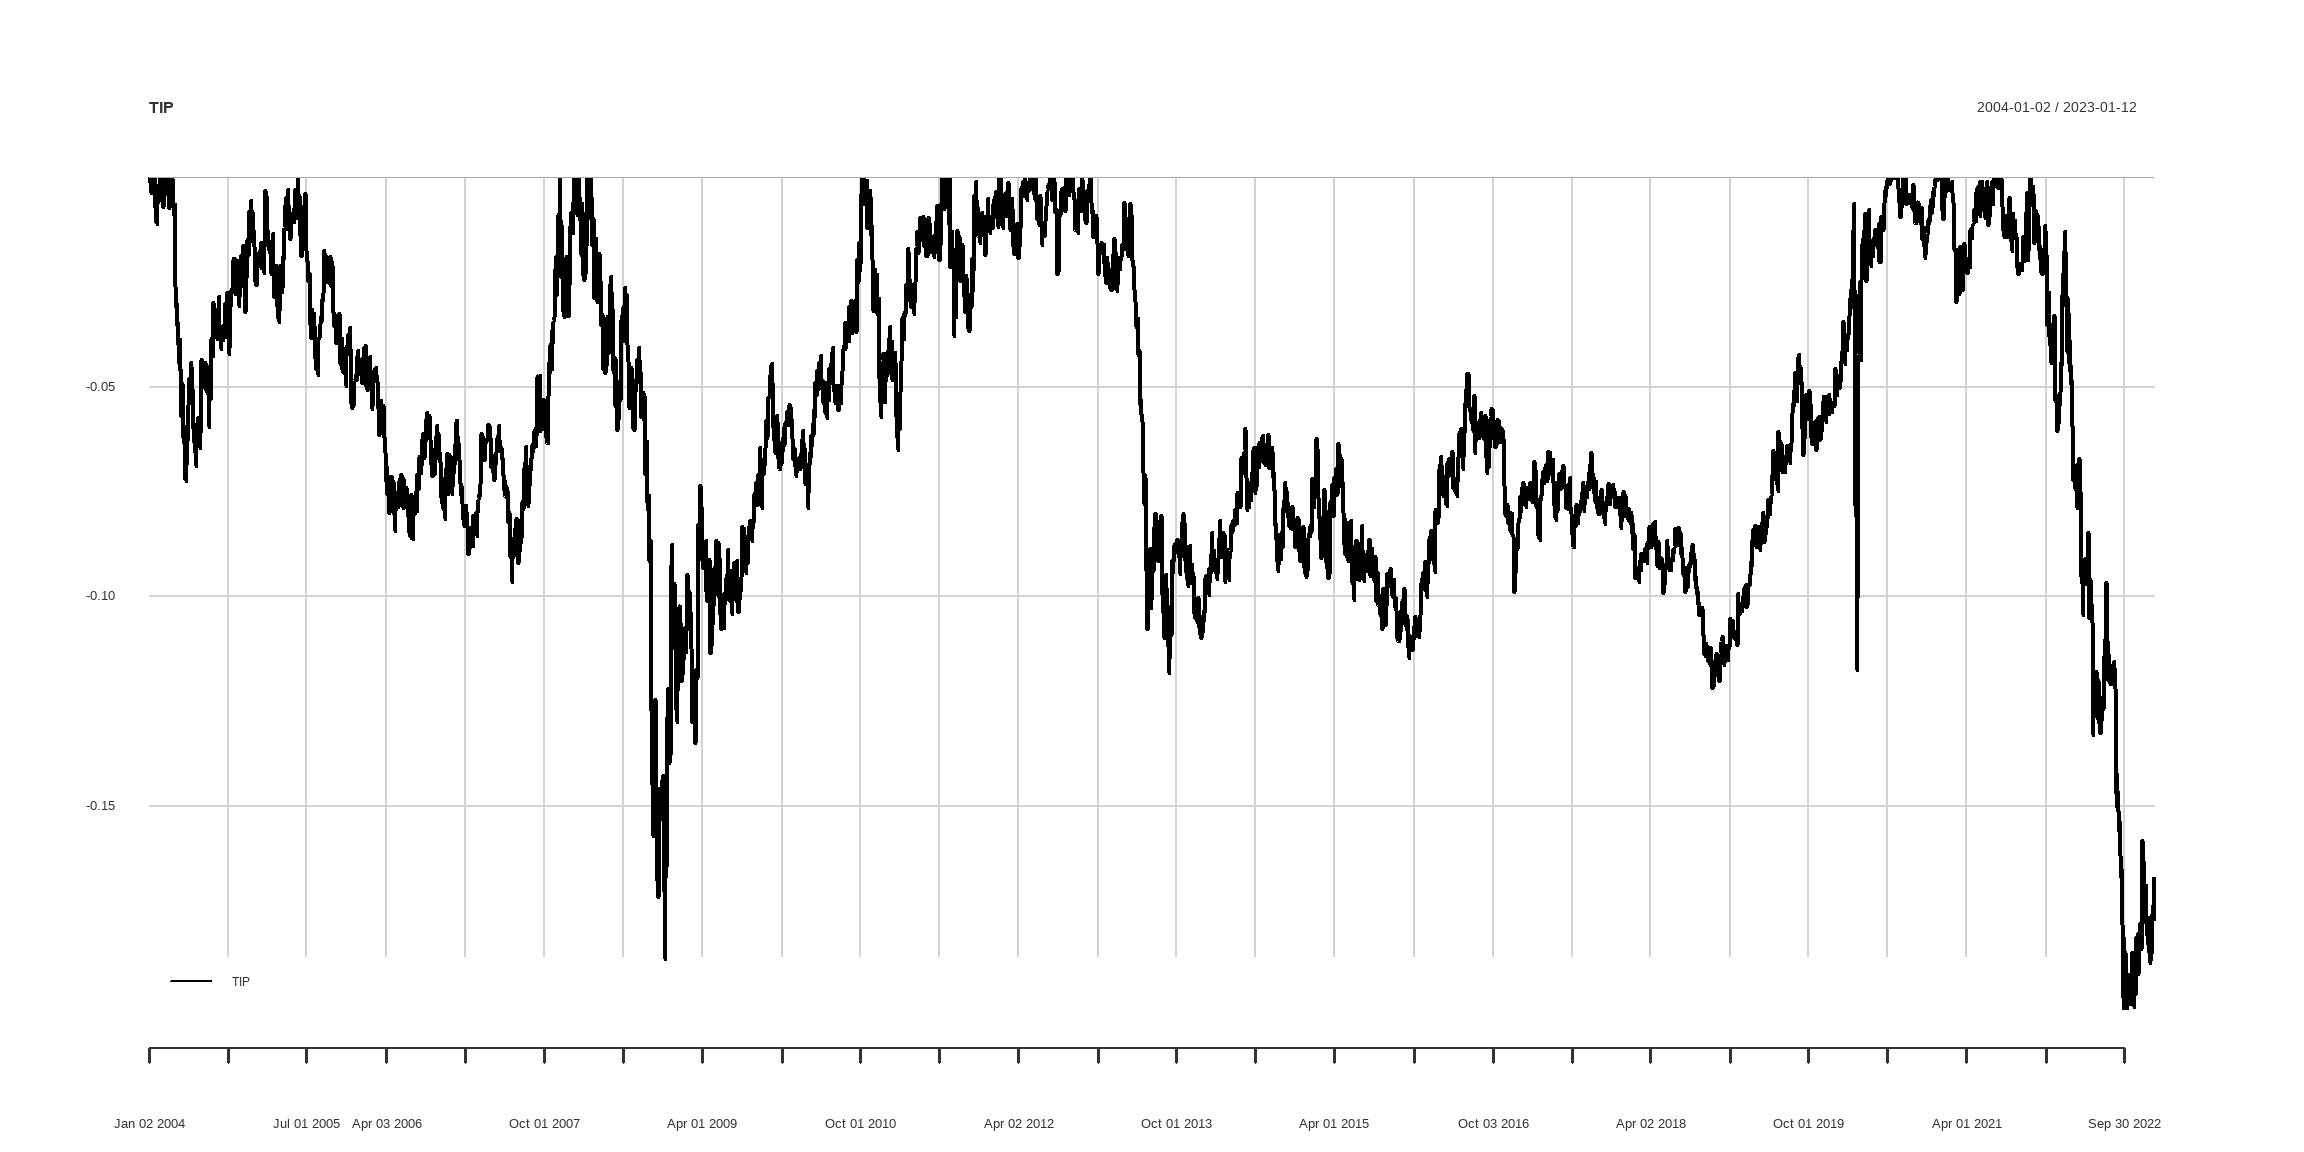 TIP
2004-01-02 / 2023-01-12
-0.05
-0.10
-0.15
TIP
Jan 02 2004
Jul 01 2005
Apr 03 2006
Oct 01 2007
Apr 01 2009
Oct 01 2010
Apr 02 2012
Oct 01 2013
Apr 01 2015
Oct 03 2016
Apr 02 2018
Oct 01 2019
Apr 01 2021
Sep 30 2022